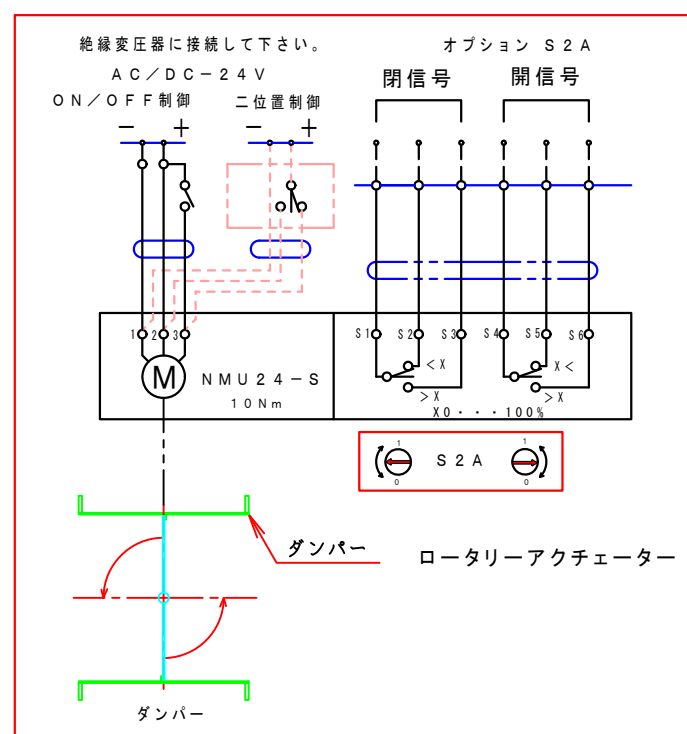 絶縁変圧器に接続して下さい。
AC/DC-24V
ON/OFF制御
二位置制御
- +
- +
オプション S2A
閉信号
開信号
1 2 3
S1 S2 S3 S4 S5 S6
M
NMU24-S
10Nm
<X
>X
X<
>X
X0・・・100%
1
0
S2A
1
0
ダンパー
ロータリーアクチェーター
ダンパー